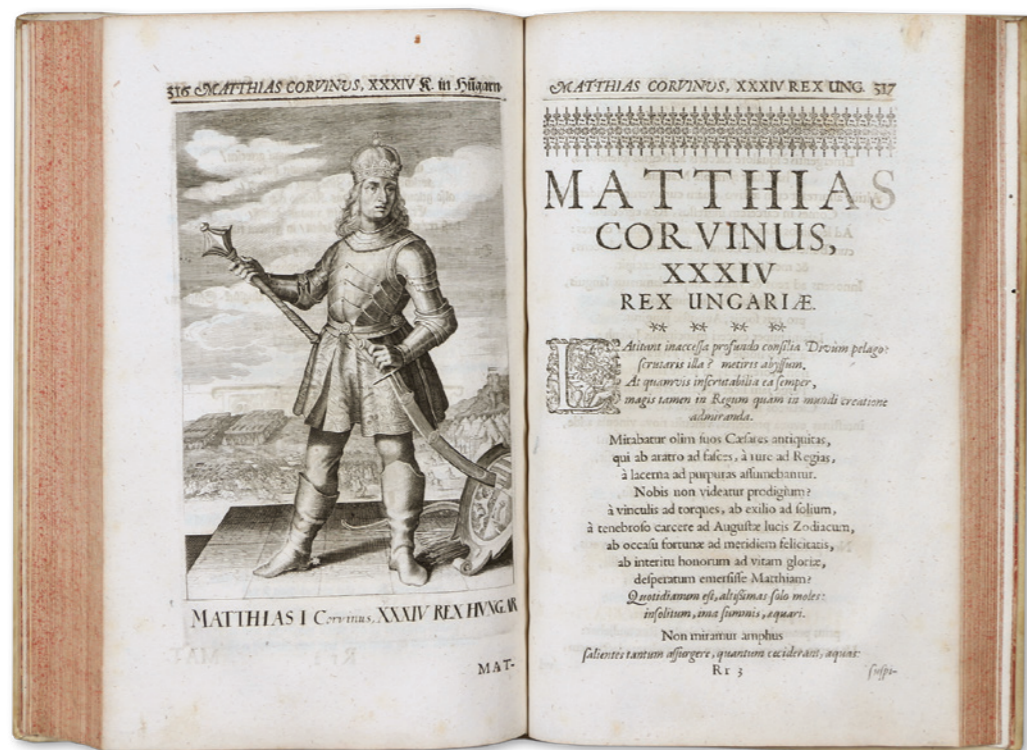 316 MATTHIAS CORVINUS, XXXIV K. in Hűgarn
MATTHIAS I Corvinus, XXXIV REX HVNGAR
MAT-
MATTHIAS CORVINUS, XXXIV REX UNG. 317
MATTHIAS
CORVINUS,
XXXIV
REX UNGARIÆ.
LAtitant inaccessa profundo consilia Divûm pelago:
scrutaris illa? metiris abyssum.
At quamvis inscrutabilia ea semper,
magis tamen in Regum quàm in mundi creatione
admiranda.
Mirabatur olim suos Cæsares antiquitas,
qui ab aratro ad fasces, à rure ad Regias,
à lacerna ad purpuras assumebantur.
Nobis non videatur prodigium?
à vinculis ad torques, ab exilio ad solium,
à tenebroso carcere ad Augustæ lucis Zodiacum,
ab occasu fortunæ ad meridiem felicitatis,
ab interitu honorum ad vitam gloriæ,
desperatum emersisse Matthiam?
Quotidianum est, altissimas solo moles:
insolitum, ima summis, æquari.
Non miramur amplius
salientes tantum assurgere, quantum ceciderant, aquas:
Rr 3
suspi-